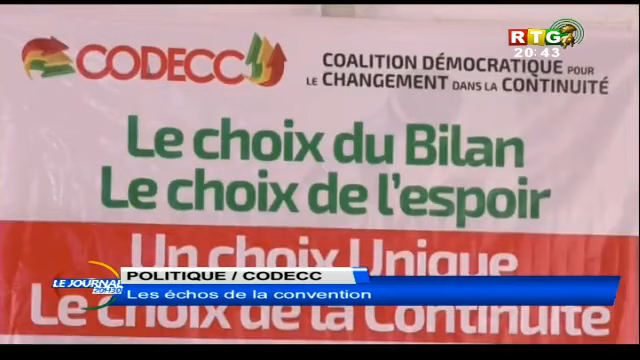 RTG
20:43
CODECC
COALITION DÉMOCRATIQUE POUR
LE CHANGEMENT DANS LA CONTINUITÉ
Le choix du Bilan
Le choix de l'espoir
Un choix Unique
Le choix de la Continuité
LE JOURNAL
20H30
POLITIQUE / CODECC
Les échos de la convention